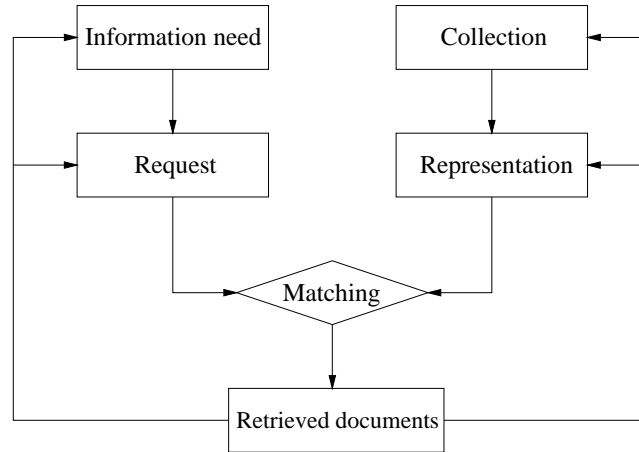 Information need
Collection
Request
Representation
Matching
Retrieved documents